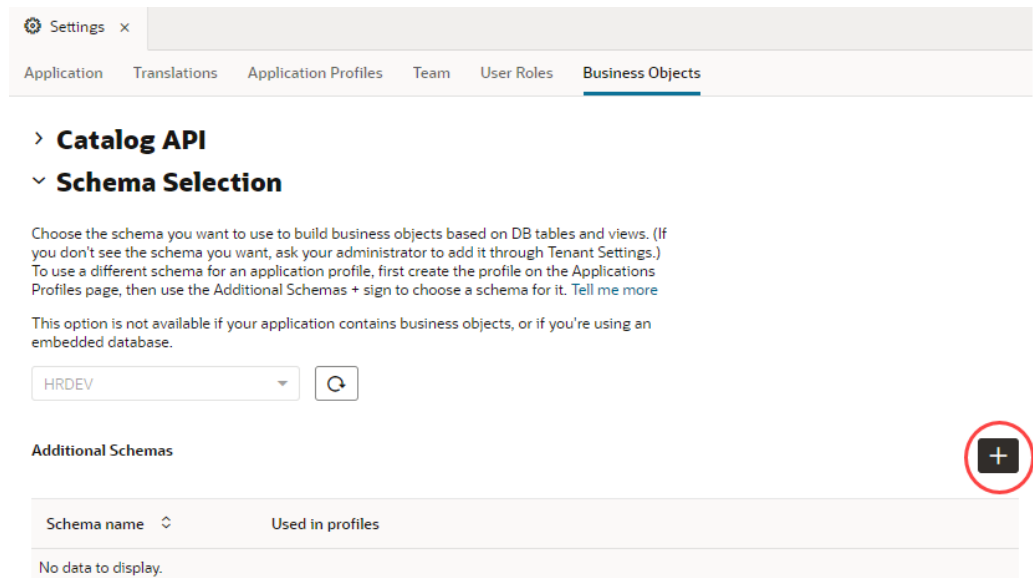 Settings ×
Application Translations Application Profiles Team User Roles Business Objects
Catalog API
Schema Selection
Choose the schema you want to use to build business objects based on DB tables and views. (If
you don't see the schema you want, ask your administrator to add it through Tenant Settings.)
To use a different schema for an application profile, first create the profile on the Applications
Profiles page, then use the Additional Schemas + sign to choose a schema for it. Tell me more
This option is not available if your application contains business objects, or if you're using an
embedded database.
HRDEV
Additional Schemas
+
Schema name Used in profiles
No data to display.